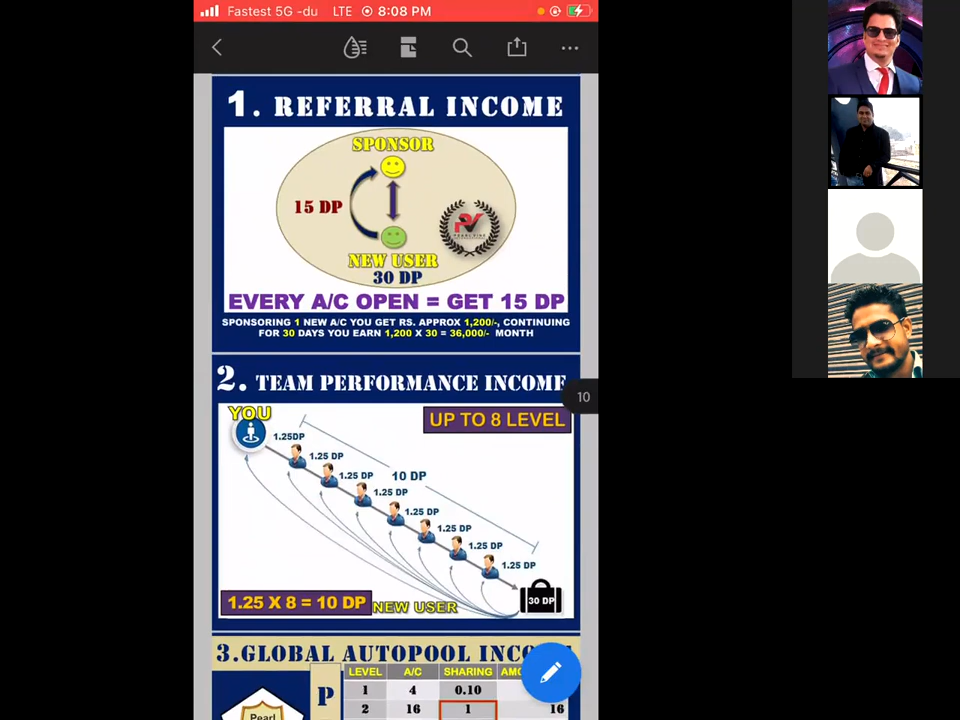 Fastest 5G -du LTE 8:08 PM
1. REFERRAL INCOME
SPONSOR
15 DP
NEW USER
30 DP
EVERY A/C OPEN = GET 15 DP
SPONSORING 1 NEW A/C YOU GET RS. APPROX 1,200/-, CONTINUING
FOR 30 DAYS YOU EARN 1,200 X 30 = 36,000/- MONTH
2. TEAM PERFORMANCE INCOME
10
YOU
UP TO 8 LEVEL
1.25DP
1.25 DP
1.25 DP
10 DP
1.25 DP
1.25 DP
1.25 DP
1.25 DP
1.25 DP
30 DP
1.25 X 8 = 10 DP
NEW USER
3.GLOBAL AUTOPOOL
P
LEVEL A/C SHARING
1 4 0.10
2 16 1 16
Pearl